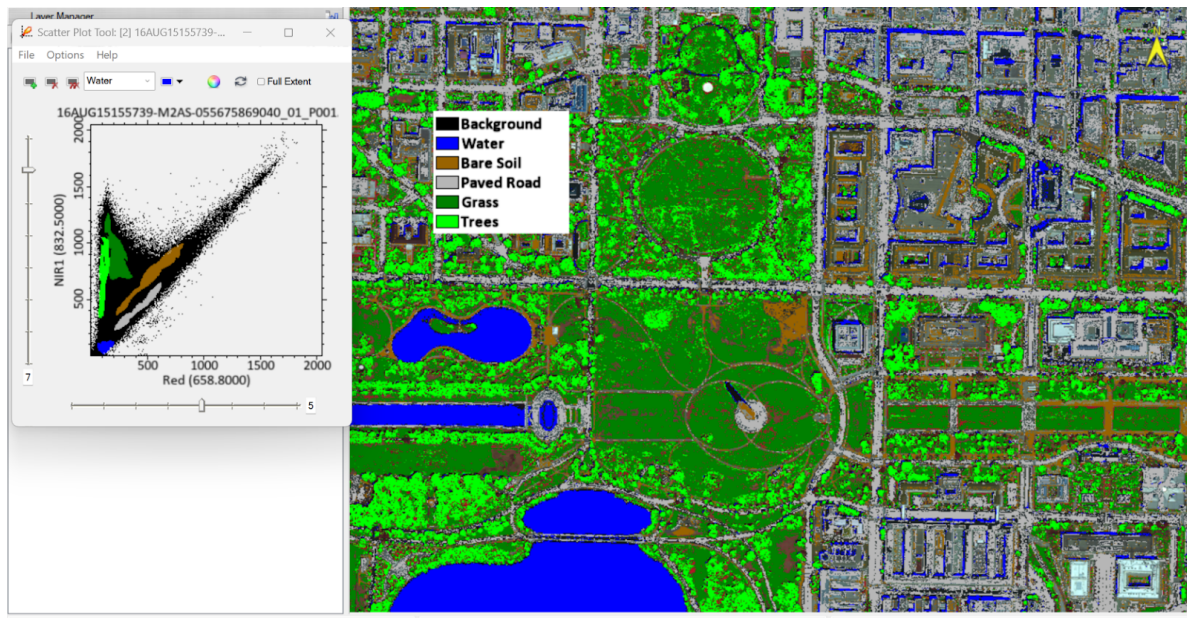 Layer Manager
Scatter Plot Tool: [2] 16AUG15155739-...
File Options Help
Water
Full Extent
16AUG15155739-M2AS-055675869040_01_P001
2000
1500
1000
500
NIR1 (832.5000)
500 1000 1500 2000
Red (658.8000)
7
5
Background
Water
Bare Soil
Paved Road
Grass
Trees